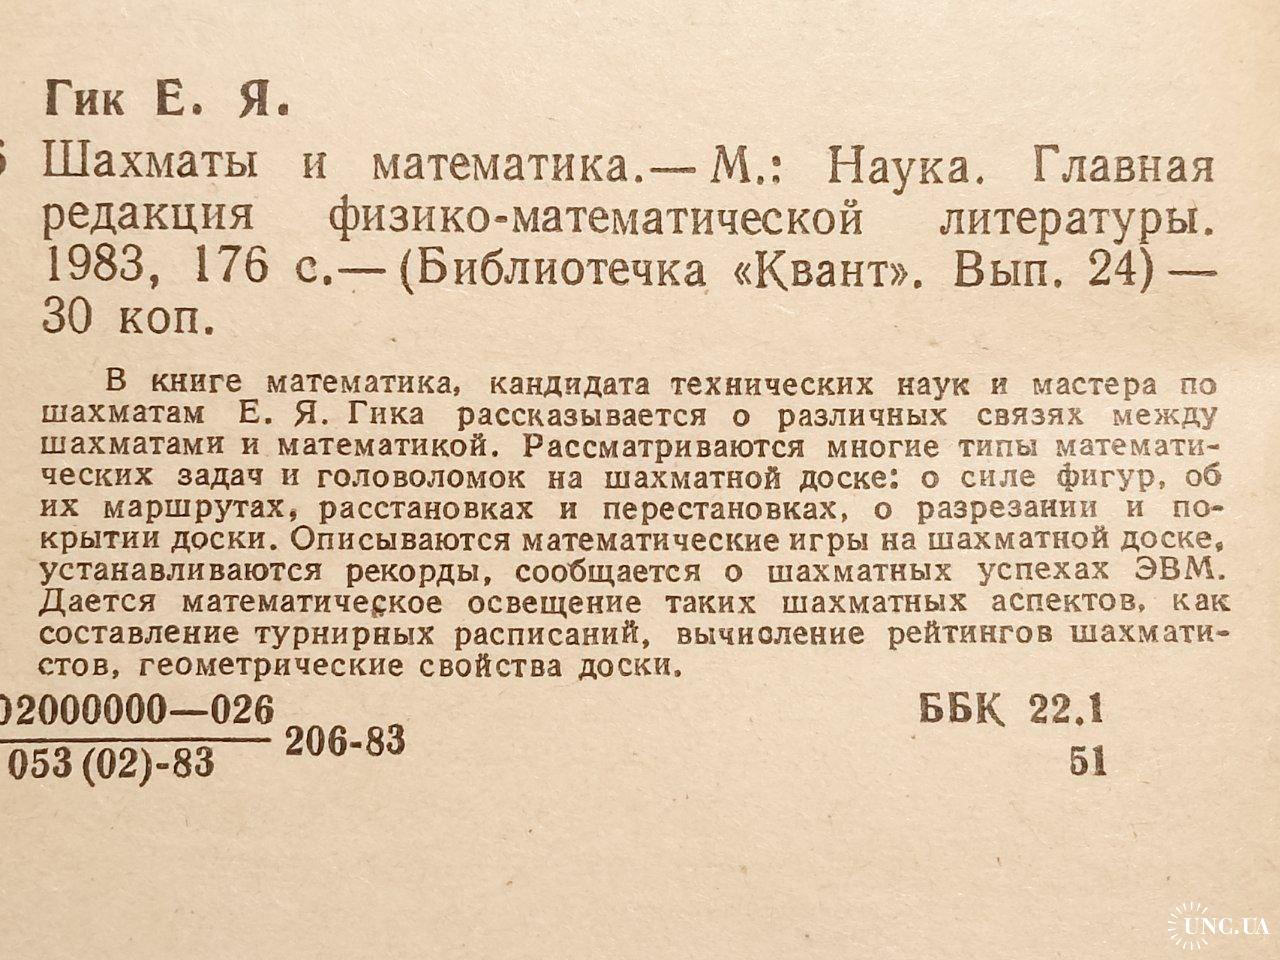 Гик Е. Я.
Шахматы и математика.— М.: Наука. Главная
редакция физико-математической литературы.
1983, 176 с.— (Библиотечка «Квант». Вып. 24) —
30 коп.
В книге математика, кандидата технических наук и мастера по
шахматам Е. Я. Гика рассказывается о различных связях между
шахматами и математикой. Рассматриваются многие типы математи-
ческих задач и головоломок на шахматной доске: о силе фигур, об
их маршрутах, расстановках и перестановках, о разрезании и по-
крытии доски. Описываются математические игры на шахматной доске,
устанавливаются рекорды, сообщается о шахматных успехах ЭВМ.
Дается математическое освещение таких шахматных аспектов, как
составление турнирных расписаний, вычисление рейтингов шахмати-
стов, геометрические свойства доски.
02000000—026
053 (02)-83
206-83
ББК 22.1
51
UNC.UA